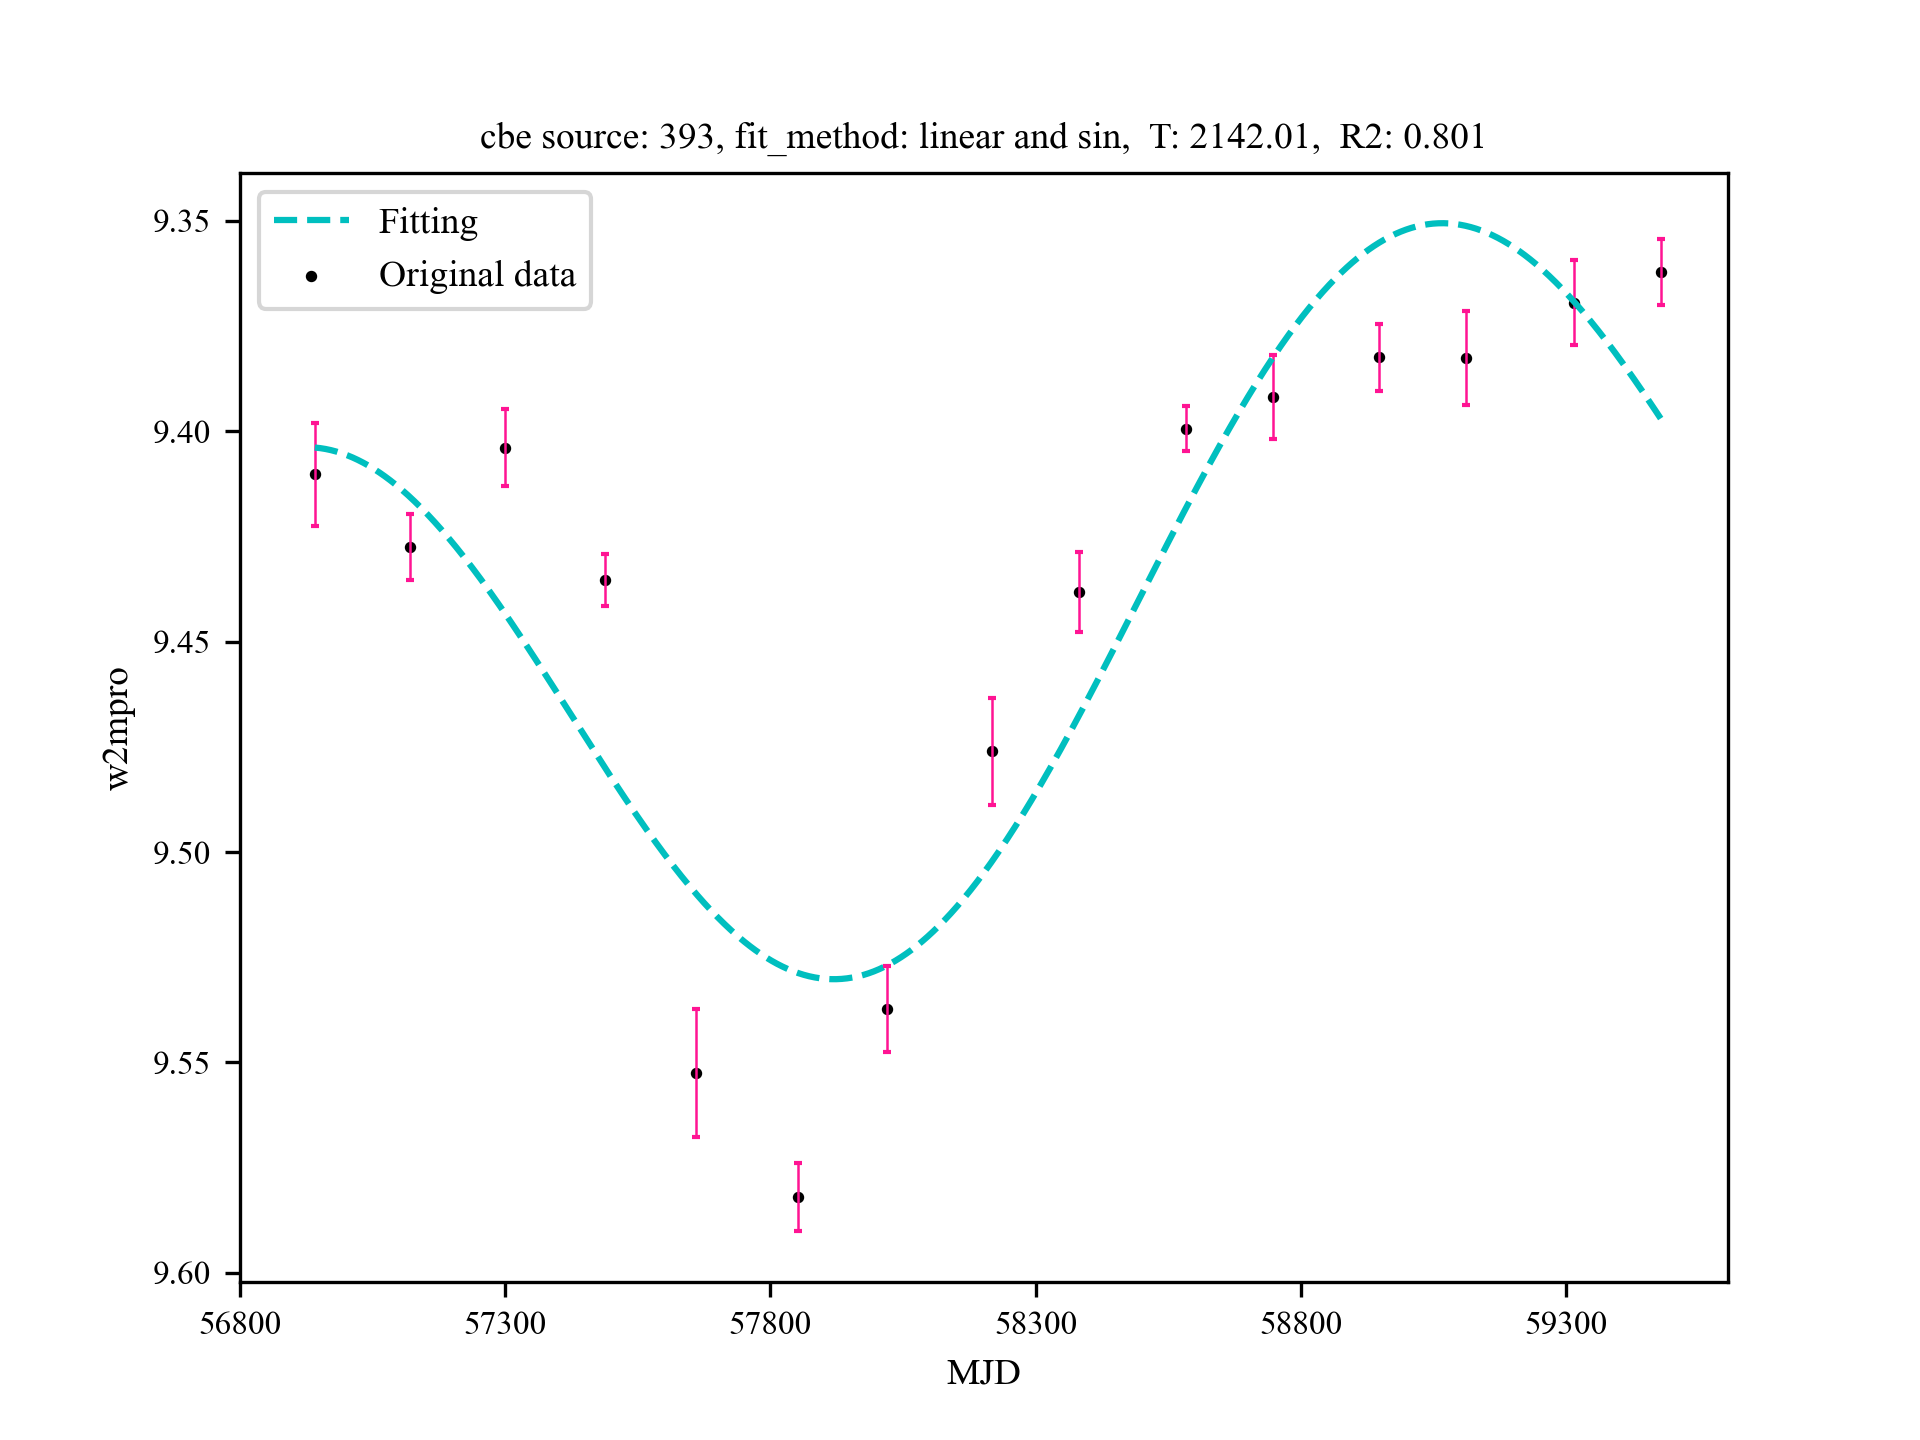 cbe source: 393, fit_method: linear and sin, T: 2142.01, R2: 0.801
Fitting
Original data
9.35
9.40
9.45
9.50
9.55
9.60
w2mpro
56800 57300 57800 58300 58800 59300
MJD